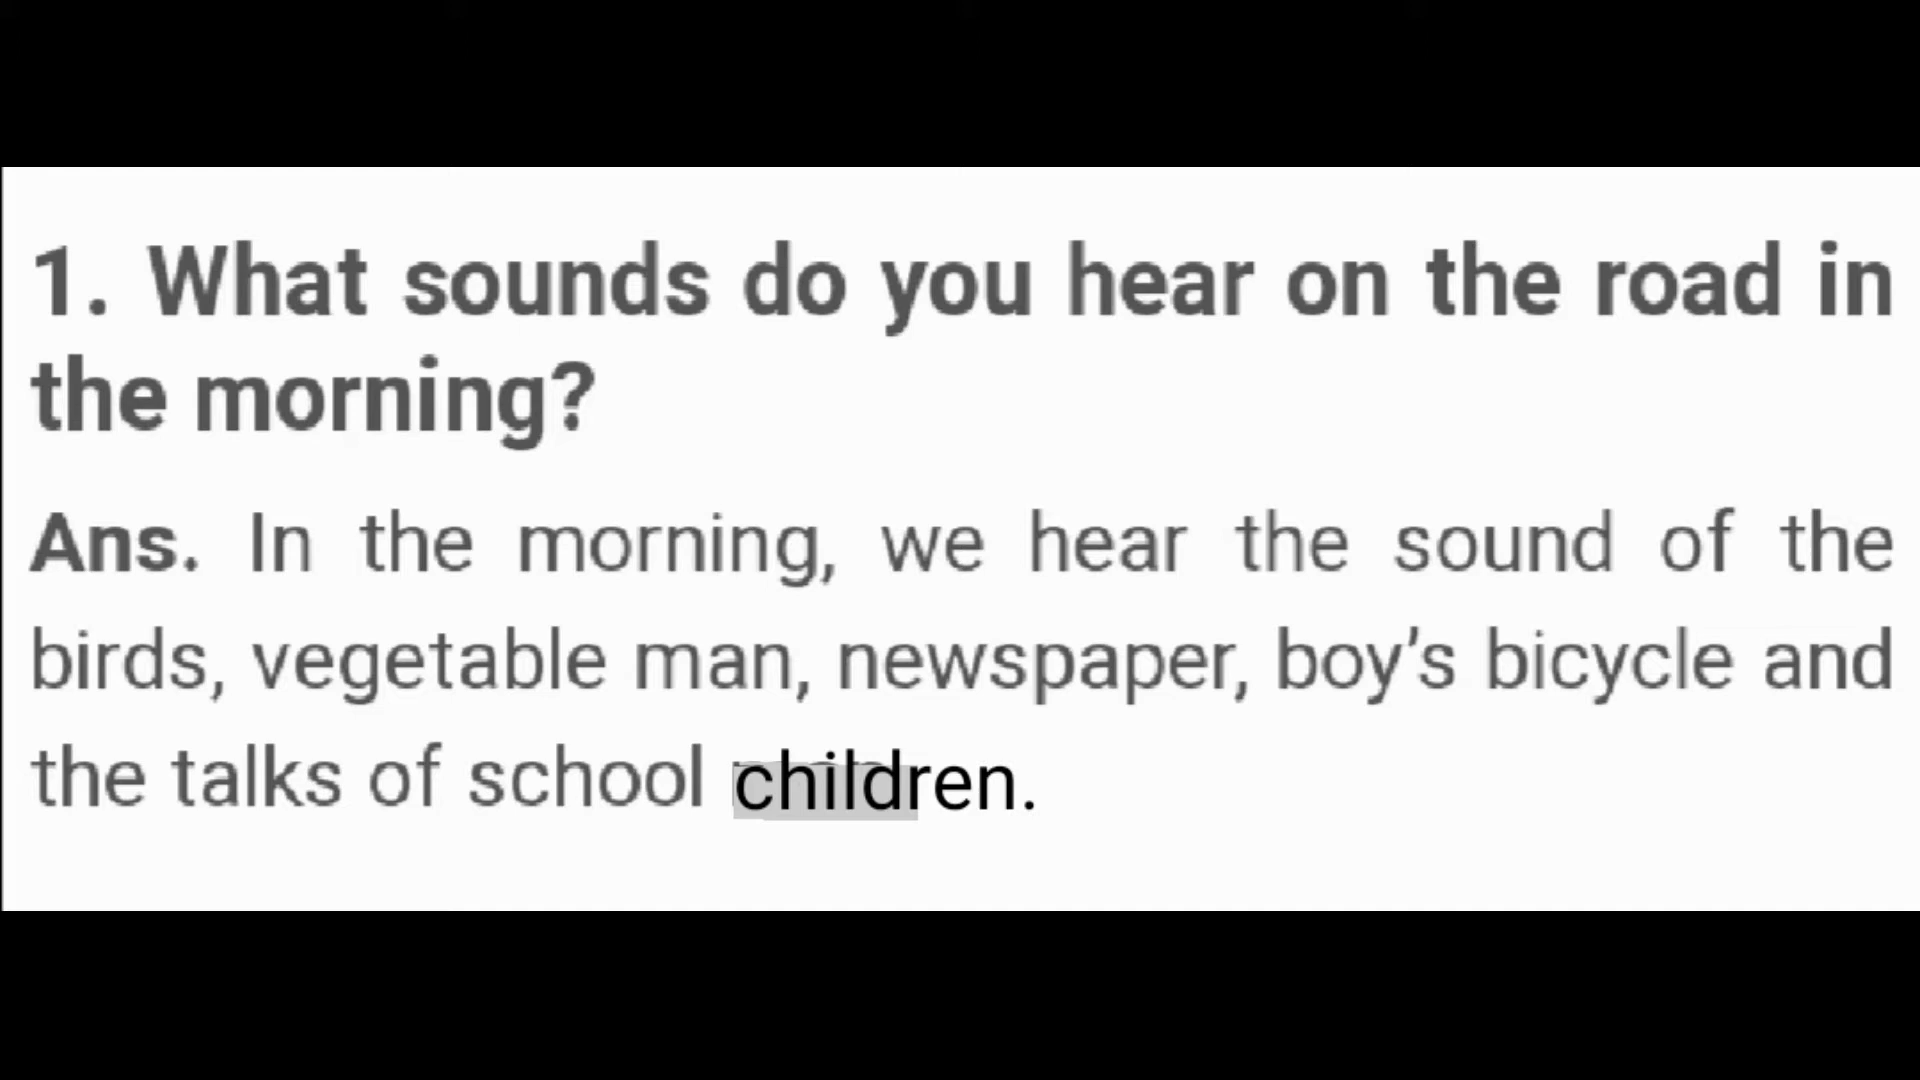 1. What sounds do you hear on the road in
the morning?
Ans. In the morning, we hear the sound of the
birds, vegetable man, newspaper, boy’s bicycle and
the talks of school children.